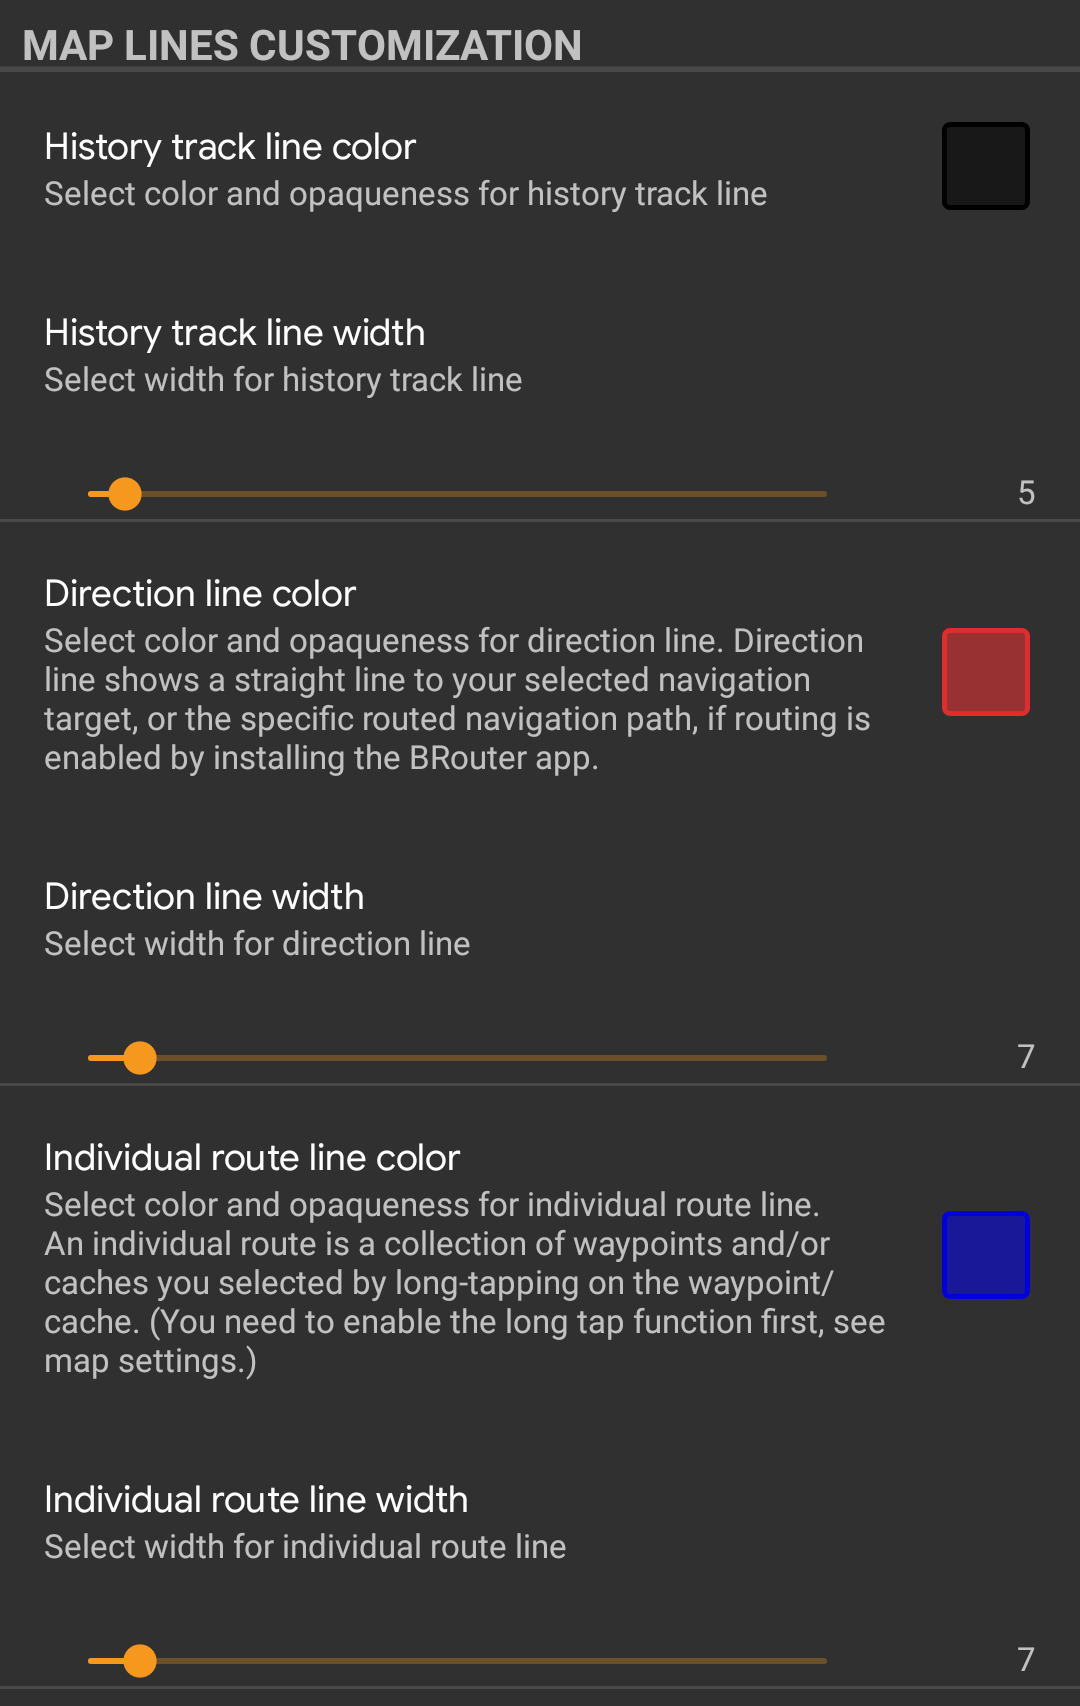 MAP LINES CUSTOMIZATION
History track line color
Select color and opaqueness for history track line
History track line width
Select width for history track line
5
Direction line color
Select color and opaqueness for direction line. Direction
line shows a straight line to your selected navigation
target, or the specific routed navigation path, if routing is
enabled by installing the BRouter app.
Direction line width
Select width for direction line
7
Individual route line color
Select color and opaqueness for individual route line.
An individual route is a collection of waypoints and/or
caches you selected by long-tapping on the waypoint/
cache. (You need to enable the long tap function first, see
map settings.)
Individual route line width
Select width for individual route line
7